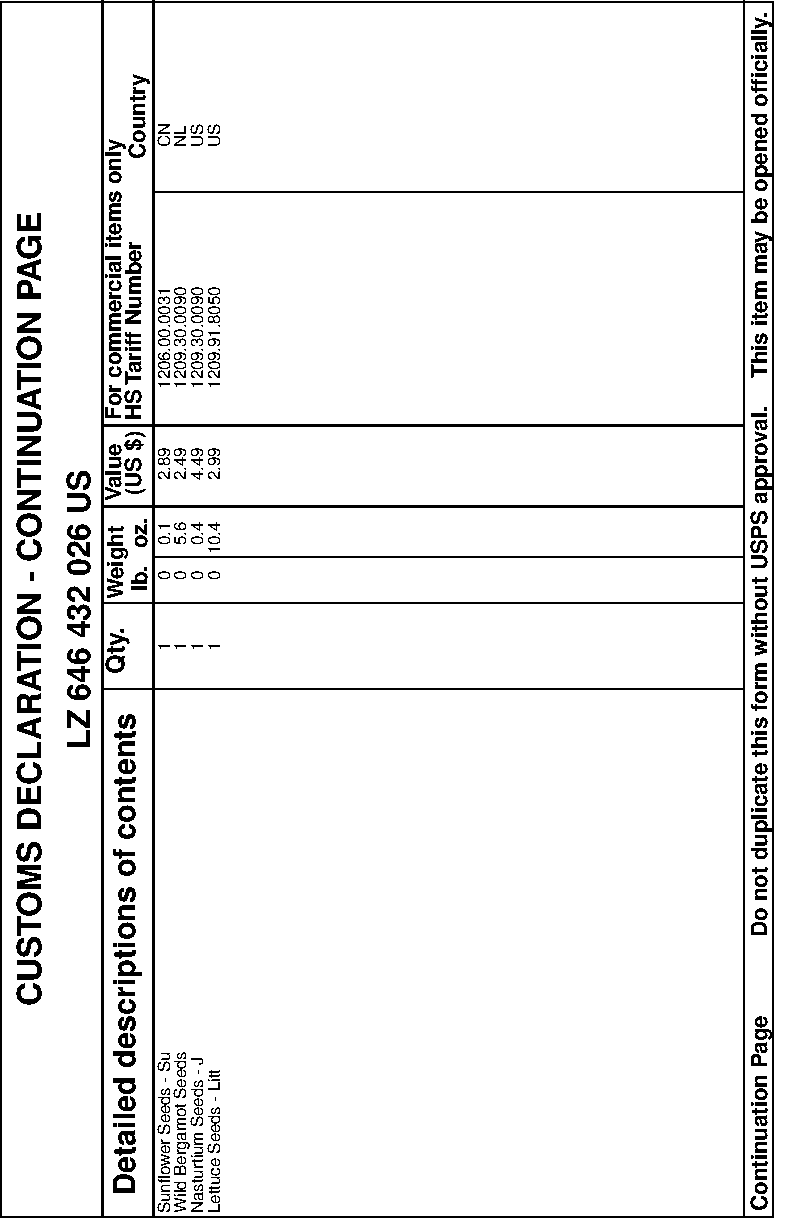 CUSTOMS DECLARATION - CONTINUATION PAGE
LZ 646 432 026 US
Detailed descriptions of contents Qty. Weight lb. oz. Value (US $) For commercial items only HS Tariff Number Country
Sunflower Seeds - Su 1 0 0.1 2.89 1206.00.0031 CN
Wild Bergamot Seeds 1 0 5.6 2.49 1209.30.0090 NL
Nasturtium Seeds - J 1 0 0.4 4.49 1209.30.0090 US
Lettuce Seeds - Litt 1 0 10.4 2.99 1209.91.8050 US
Continuation Page Do not duplicate this form without USPS approval. This item may be opened officially.